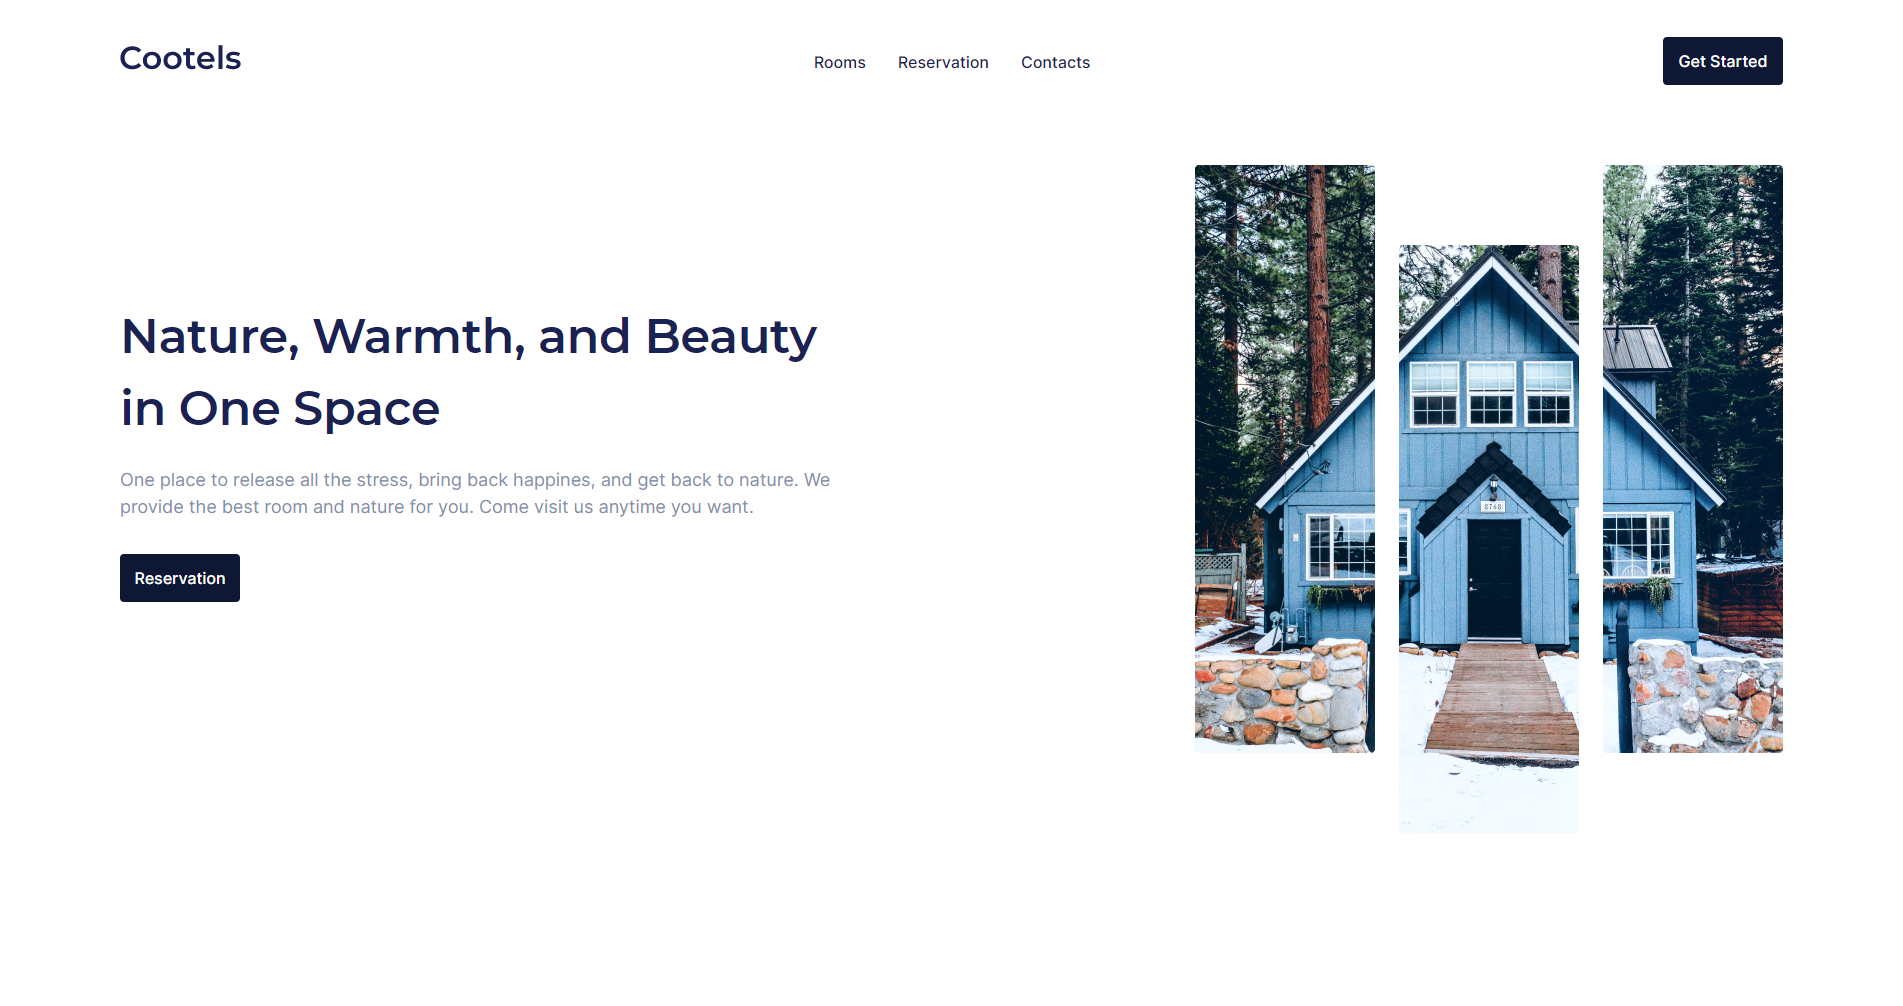 Cootels
Rooms
Reservation
Contacts
Get Started
Nature, Warmth, and Beauty
in One Space
One place to release all the stress, bring back happines, and get back to nature. We
provide the best room and nature for you. Come visit us anytime you want.
Reservation
8768